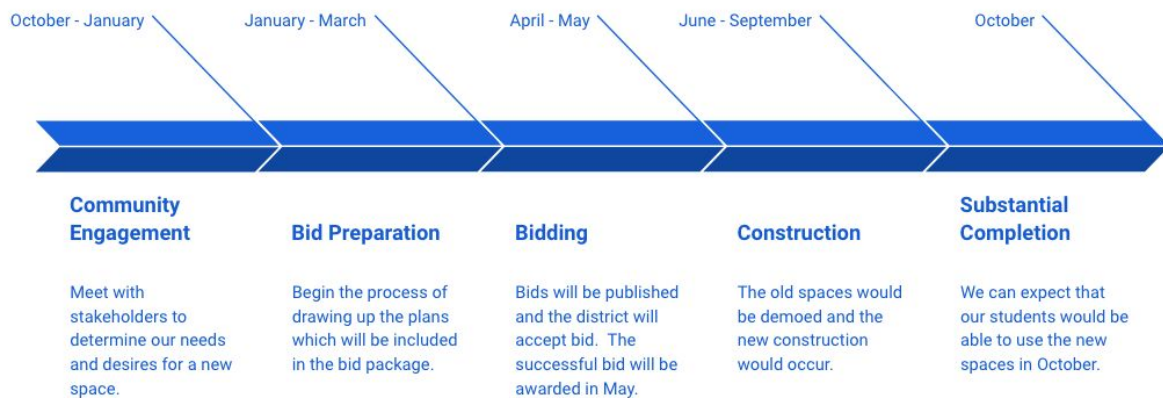 October - January
January - March
April - May
June - September
October
Community
Engagement
Meet with
stakeholders to
determine our needs
and desires for a new
space.
Bid Preparation
Begin the process of
drawing up the plans
which will be included
in the bid package.
Bidding
Bids will be published
and the district will
accept bid.  The
successful bid will be
awarded in May.
Construction
The old spaces would
be demoed and the
new construction
would occur.
Substantial
Completion
We can expect that
our students would be
able to use the new
spaces in October.